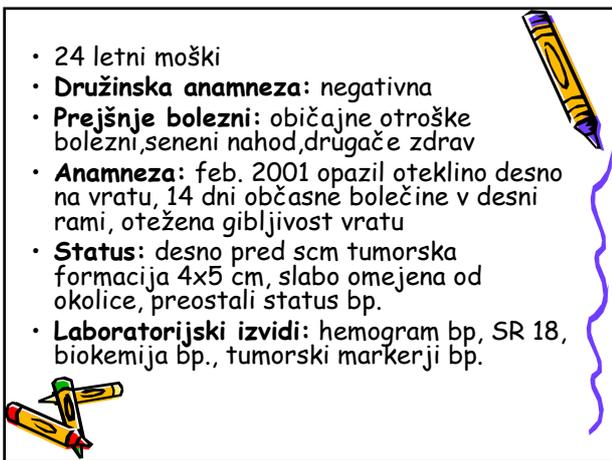 • 24 letni moški
• Družinska anamneza: negativna
• Prejšnje bolezni: običajne otroške
bolezni,seneni nahod,drugače zdrav
• Anamneza: feb. 2001 opazil oteklino desno
na vratu, 14 dni občasne bolečine v desni
rami, otežena gibljivost vratu
• Status: desno pred scm tumorska
formacija 4x5 cm, slabo omejena od
okolice, preostali status bp.
• Laboratorijski izvidi: hemogram bp, SR 18,
biokemija bp., tumorski markerji bp.